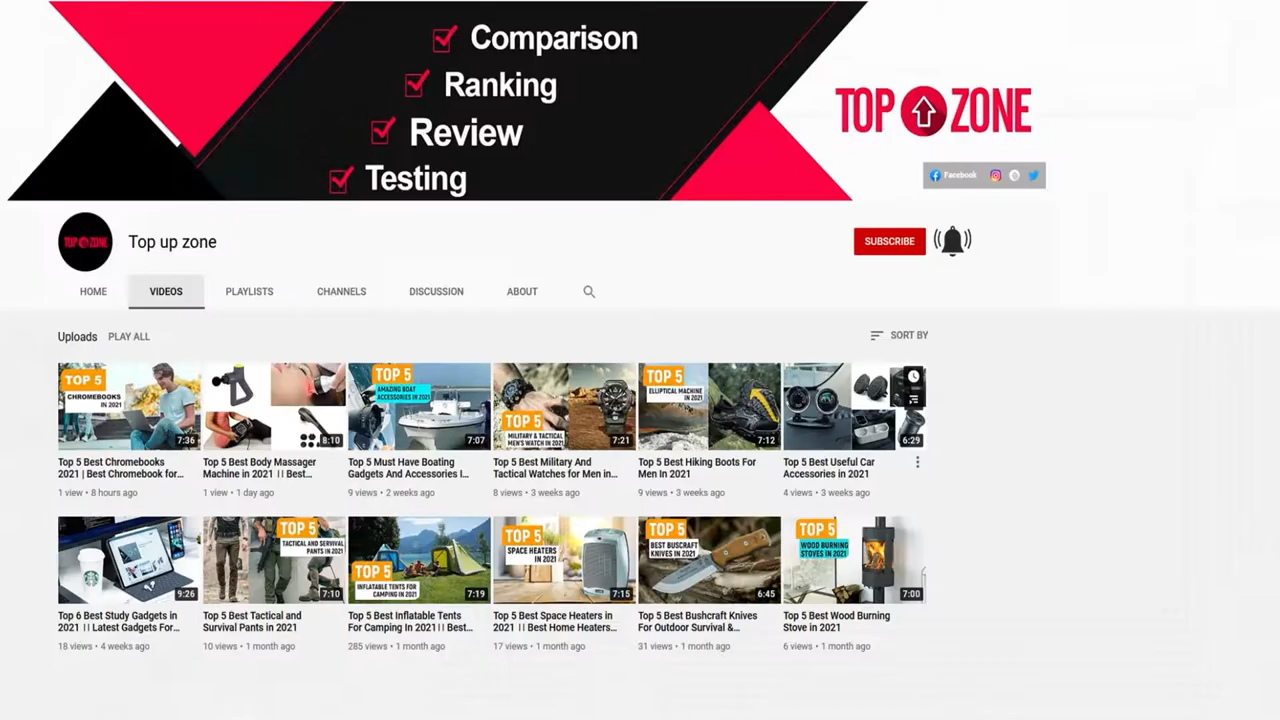 Comparison
Ranking
Review
Testing
TOP ZONE
Facebook
TOP ZONE
Top up zone
SUBSCRIBE
HOME
VIDEOS
PLAYLISTS
CHANNELS
DISCUSSION
ABOUT
Uploads
PLAY ALL
SORT BY
TOP 5
CHROMEBOOKS
IN 2021
7:36
8:10
TOP 5
AMAZING BOAT
ACCESSORIES IN 2021
7:07
TOP 5
MILITARY & TACTICAL
MEN'S WATCH IN 2021
7:21
TOP 5
ELLIPTICAL MACHINE
IN 2021
7:12
6:29
Top 5 Best Chromebooks
2021 | Best Chromebook for...
1 view • 8 hours ago
Top 5 Best Body Massager
Machine in 2021 || Best...
1 view • 1 day ago
Top 5 Must Have Boating
Gadgets And Accessories I...
9 views • 2 weeks ago
Top 5 Best Military And
Tactical Watches for Men in...
8 views • 3 weeks ago
Top 5 Best Hiking Boots For
Men In 2021
9 views • 3 weeks ago
Top 5 Best Useful Car
Accessories in 2021
4 views • 3 weeks ago
9:26
TOP 5
TACTICAL AND SURVIVAL
PANTS IN 2021
7:10
TOP 5
INFLATABLE TENTS FOR
CAMPING IN 2021
7:19
TOP 5
SPACE HEATERS
IN 2021
7:15
TOP 5
BEST BUSCRAFT
KNIVES IN 2021
6:45
TOP 5
WOOD BURNING
STOVES IN 2021
7:00
Top 6 Best Study Gadgets in
2021 || Latest Gadgets For...
18 views • 4 weeks ago
Top 5 Best Tactical and
Survival Pants in 2021
10 views • 1 month ago
Top 5 Best Inflatable Tents
For Camping In 2021|| Best...
285 views • 1 month ago
Top 5 Best Space Heaters in
2021 || Best Home Heaters...
17 views • 1 month ago
Top 5 Best Bushcraft Knives
For Outdoor Survival &...
31 views • 1 month ago
Top 5 Best Wood Burning
Stove in 2021
6 views • 1 month ago